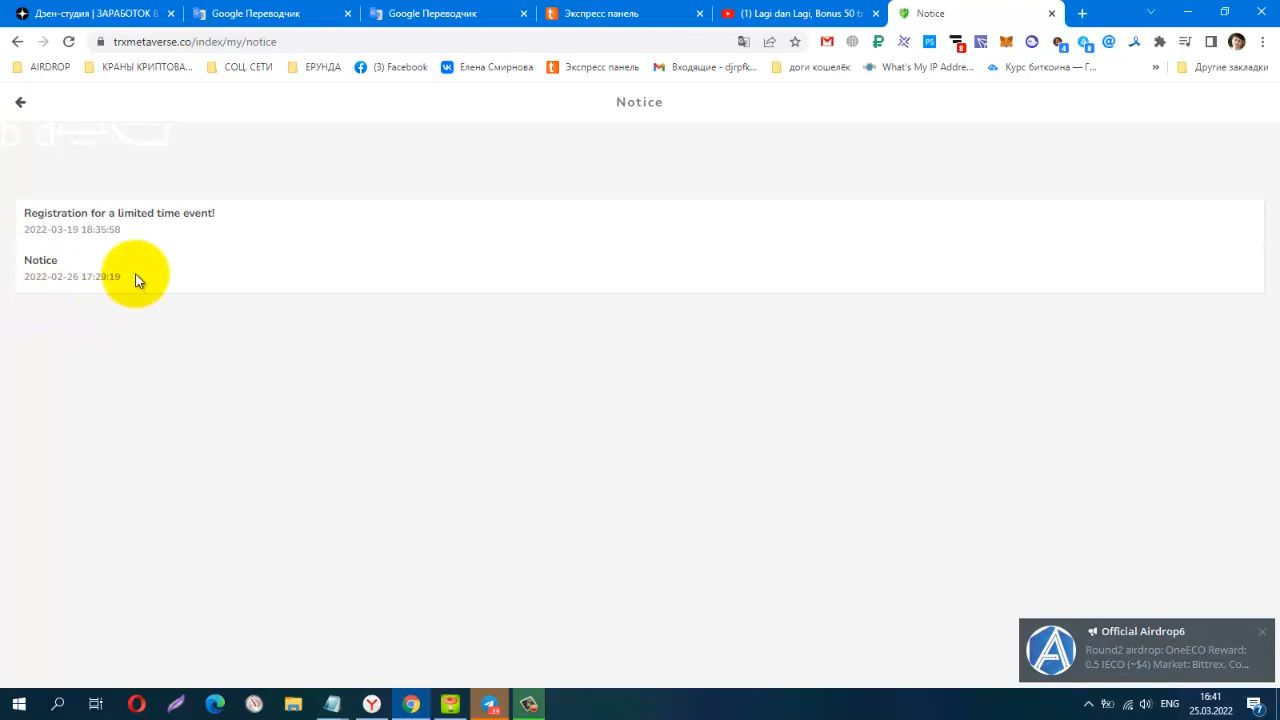 Дзен-студия | ЗАРАБОТОК В
Google Переводчик
Google Переводчик
Экспресс панель
(1) Lagi dan Lagi, Bonus 50 tr
Notice
trxmetaverse.co/index/my/notice
AIRDROP
КРАНЫ КРИПТОВА...
СОЦ. СЕТИ
ЕРУНДА
(3) Facebook
Елена Смирнова
Экспресс панель
Входящие - djrpfk...
доги кошелёк
What's My IP Addre...
Курс биткоина — Г...
»
Другие закладки
Notice
Registration for a limited time event!
2022-03-19 18:35:58
Notice
2022-02-26 17:29:19
Official Airdrop6
Round2 airdrop: OneECO Reward:
0.5 IECO (~$4) Market: Bittrex, Co...
ENG
16:41
25.03.2022